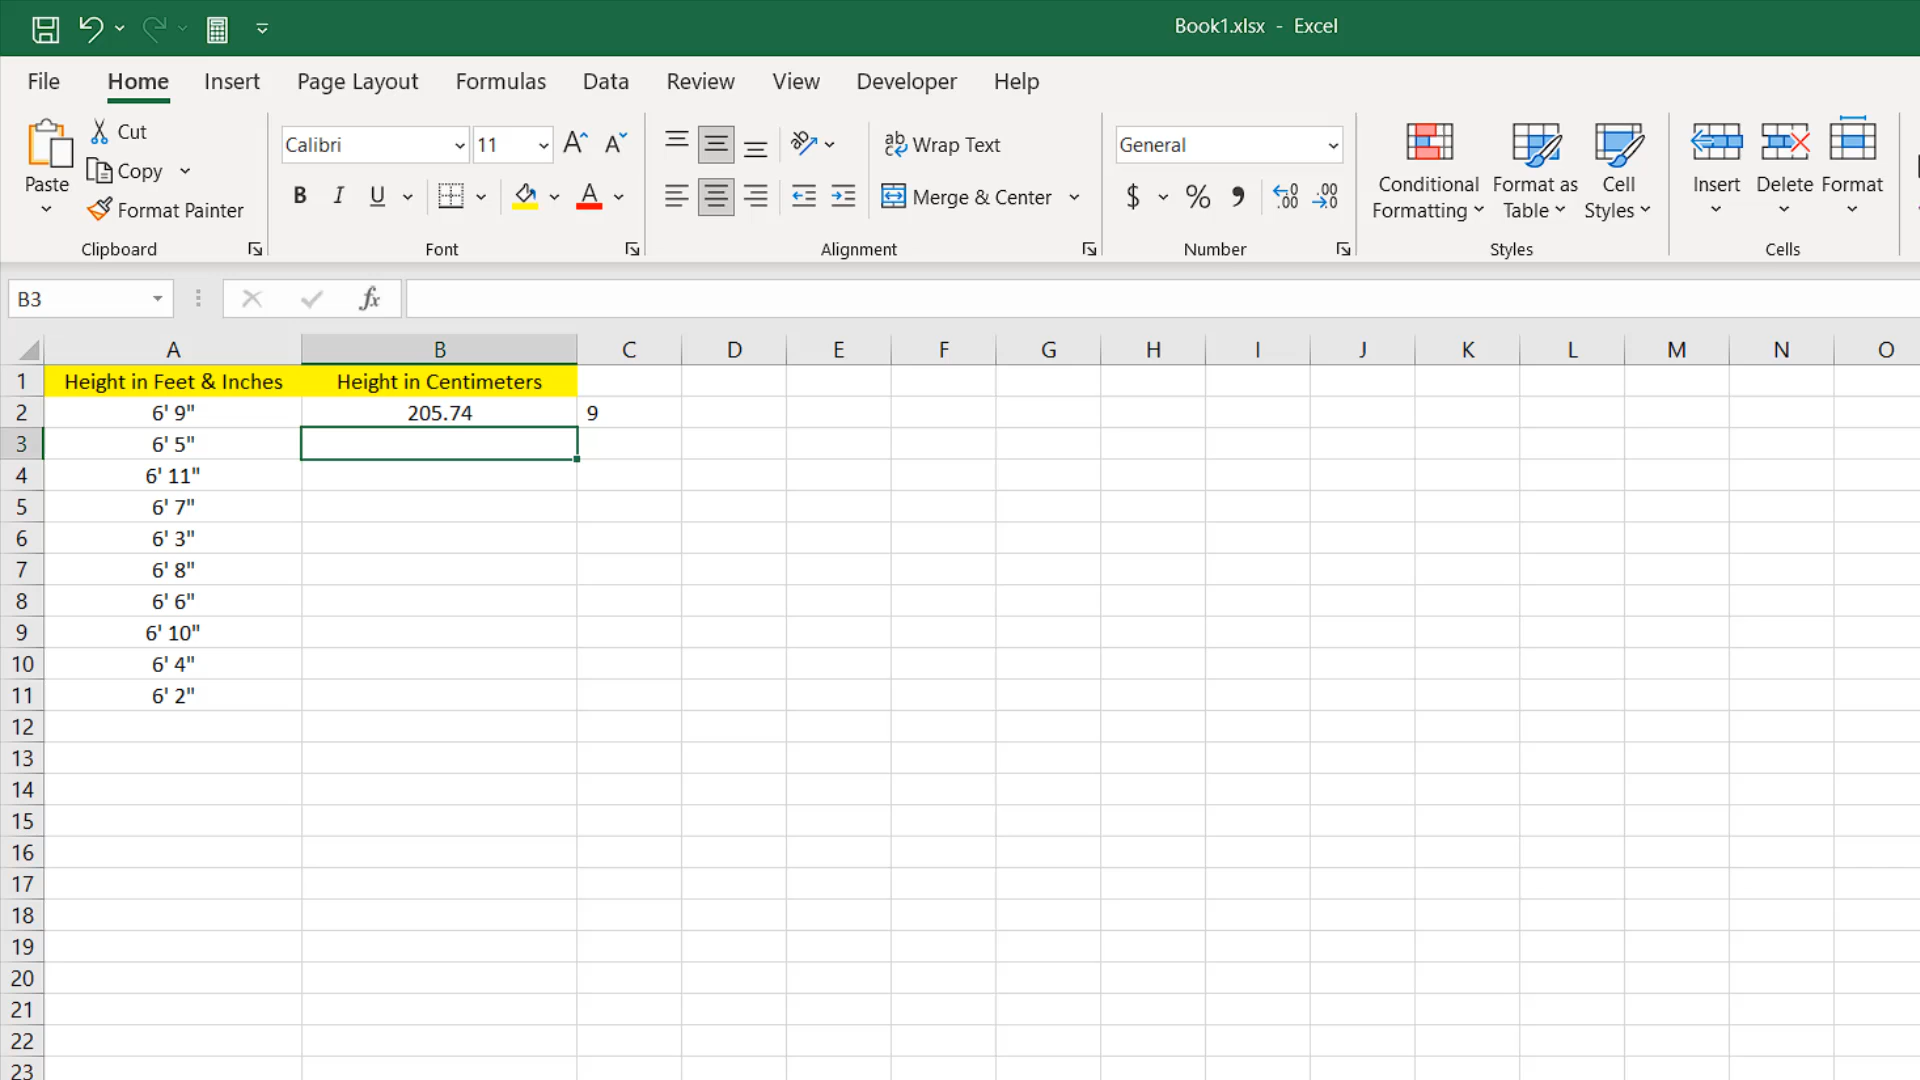 Book1.xlsx - Excel
File Home Insert Page Layout Formulas Data Review View Developer Help
Paste
Cut
Copy
Format Painter
Clipboard
Calibri 11 A A
B I U A
Font
ab Wrap Text
Merge & Center
Alignment
General
$ % , .00 .00
Number
Conditional Formatting
Format as Table
Cell Styles
Styles
Insert Delete Format
Cells
B3 fx
A B C D E F G H I J K L M N O
1 Height in Feet & Inches Height in Centimeters
2 6' 9" 205.74 9
3 6' 5"
4 6' 11"
5 6' 7"
6 6' 3"
7 6' 8"
8 6' 6"
9 6' 10"
10 6' 4"
11 6' 2"
12
13
14
15
16
17
18
19
20
21
22
23